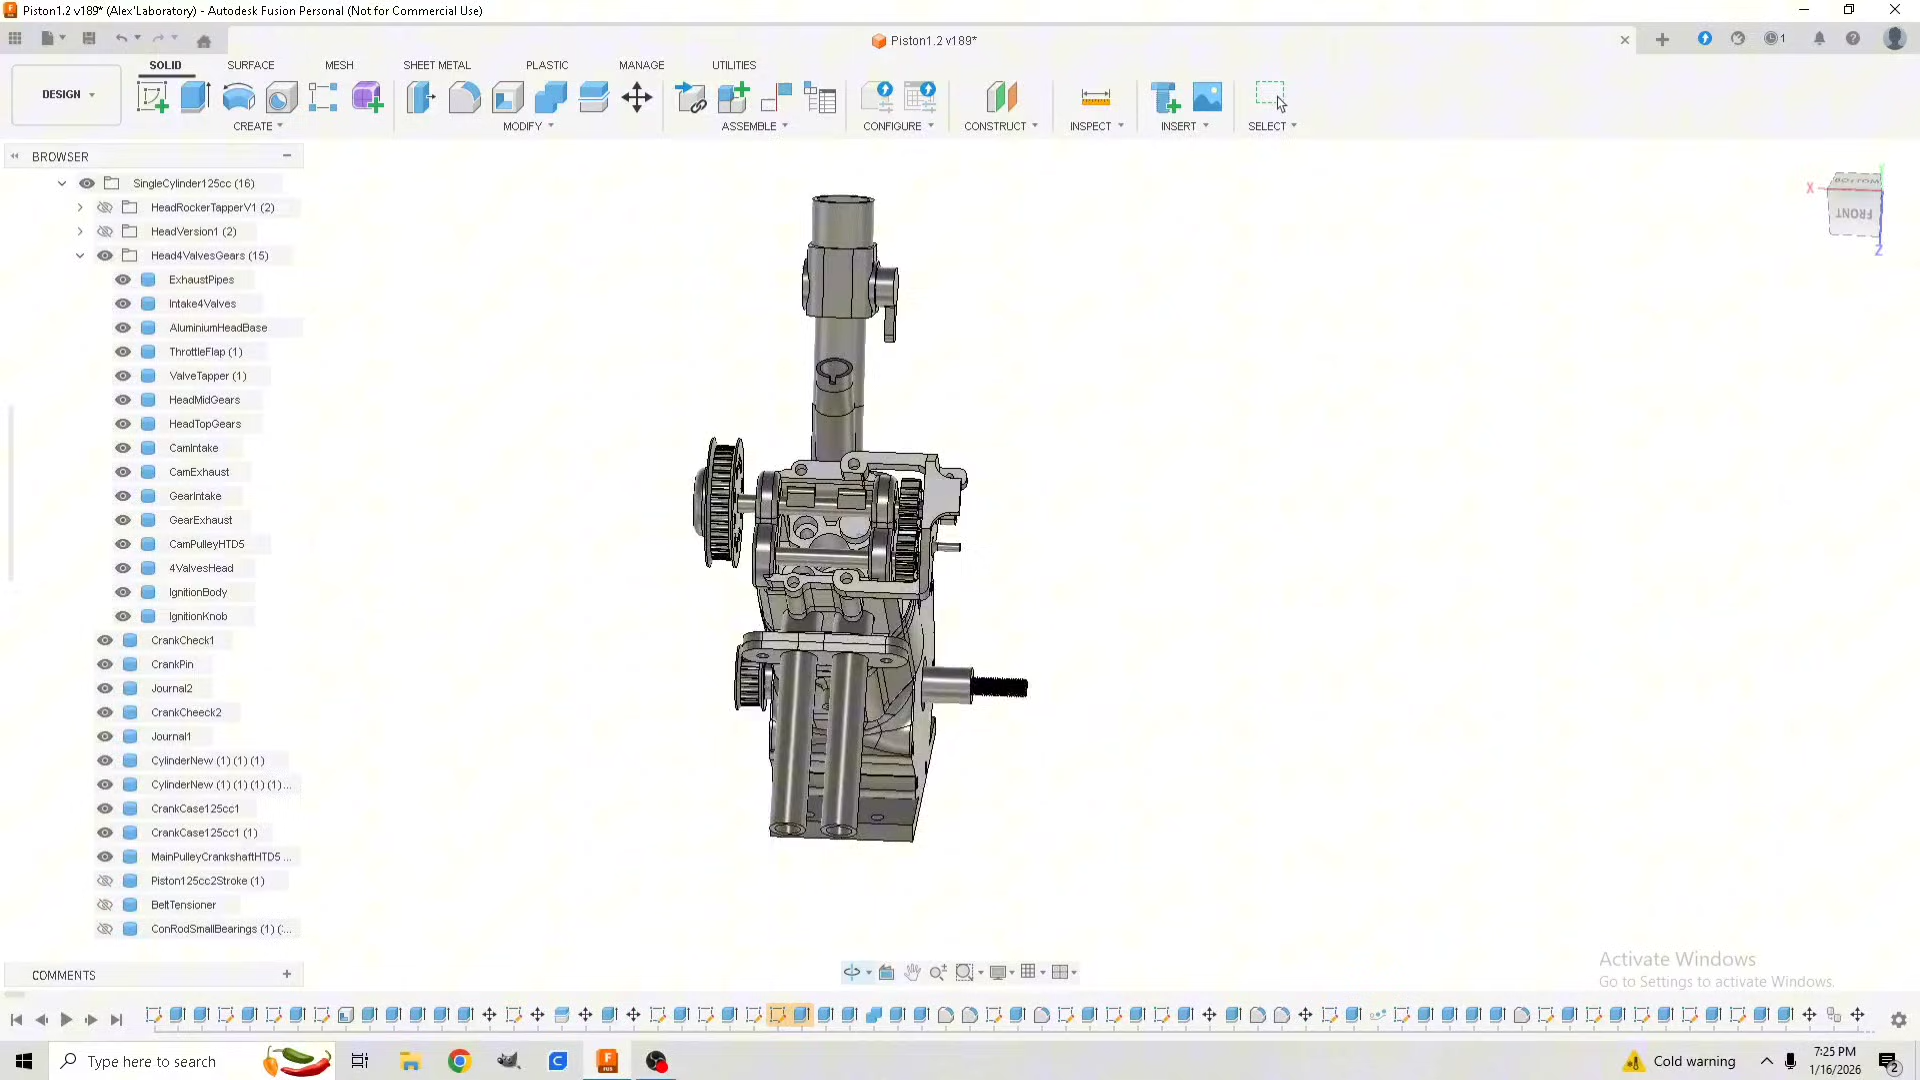 Piston1.2 v189* (Alex'Laboratory) - Autodesk Fusion Personal (Not for Commercial Use)
Piston1.2 v189*
1
DESIGN
SOLID
SURFACE
MESH
SHEET METAL
PLASTIC
MANAGE
UTILITIES
CREATE
MODIFY
ASSEMBLE
CONFIGURE
CONSTRUCT
INSPECT
INSERT
SELECT
BROWSER
SingleCylinder125cc (16)
HeadRockerTapperV1 (2)
HeadVersion1 (2)
Head4ValvesGears (15)
ExhaustPipes
Intake4Valves
AluminiumHeadBase
ThrottleFlap (1)
ValveTapper (1)
HeadMidGears
HeadTopGears
CamIntake
CamExhaust
GearIntake
GearExhaust
CamPulleyHTD5
4ValvesHead
IgnitionBody
IgnitionKnob
CrankCheck1
CrankPin
Journal2
CrankCheeck2
Journal1
CylinderNew (1) (1) (1)
CylinderNew (1) (1) (1) (1)...
CrankCase125cc1
CrankCase125cc1 (1)
MainPulleyCrankshaftHTD5 ...
Piston125cc2Stroke (1)
BeltTensioner
ConRodSmallBearings (1) (...
COMMENTS
Y
X
BOTTOM
FRONT
Z
Activate Windows
Go to Settings to activate Windows.
Type here to search
Cold warning
7:25 PM
1/16/2026
2